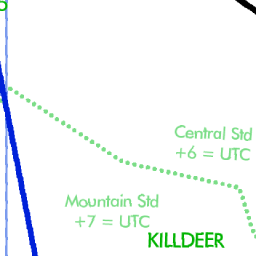 Central Std
+6 = UTC
Mountain Std
+7 = UTC
KILLDEER